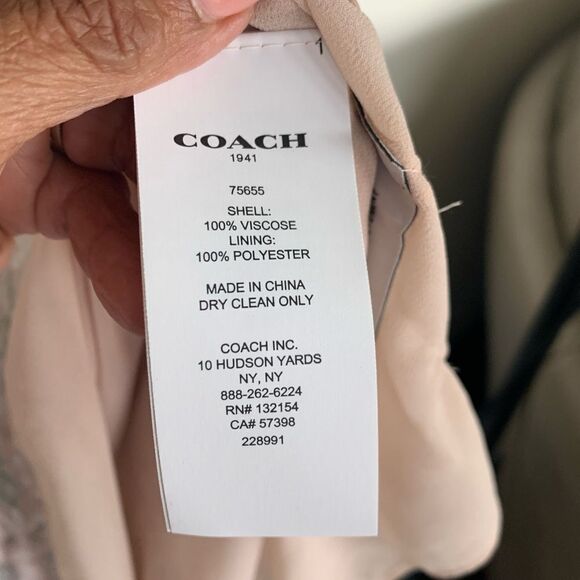 1
COACH
1941
75655
SHELL:
100% VISCOSE
LINING:
100% POLYESTER
MADE IN CHINA
DRY CLEAN ONLY
COACH INC.
10 HUDSON YARDS
NY, NY
888-262-6224
RN# 132154
CA# 57398
228991